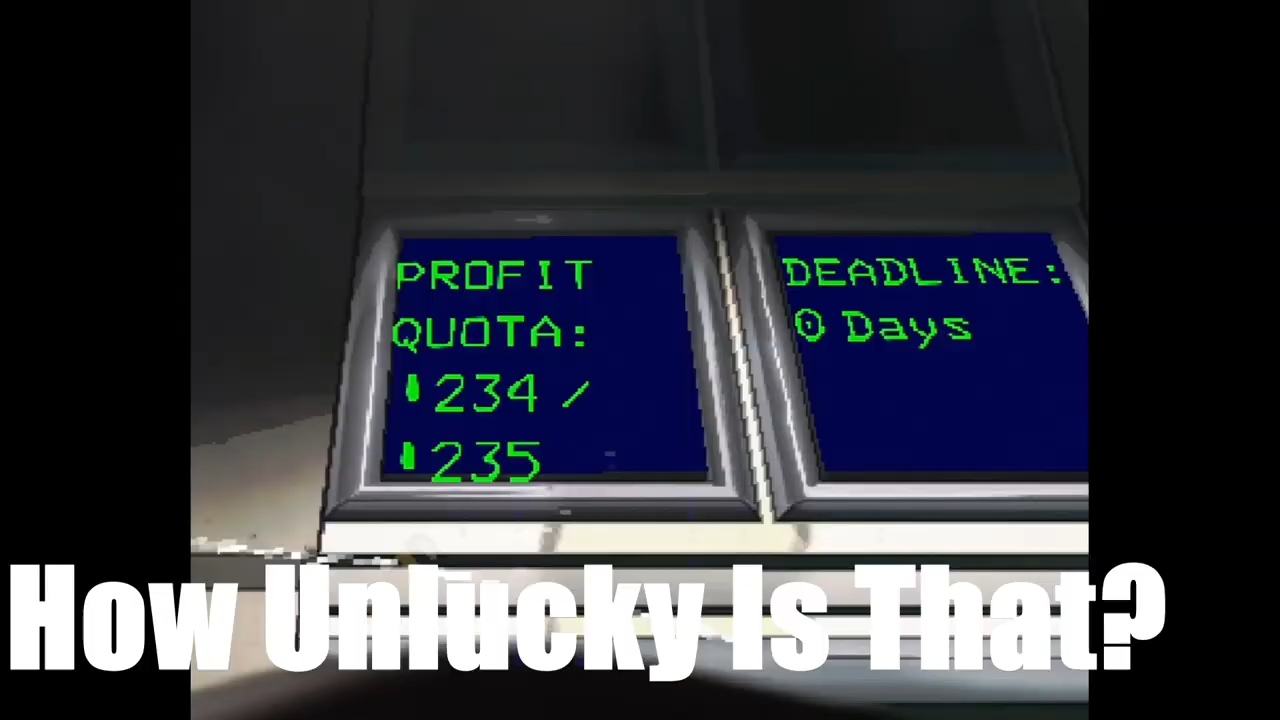 PROFIT
QUOTA:
▮234 /
▮235
DEADLINE:
0 Days
How Unlucky Is That?